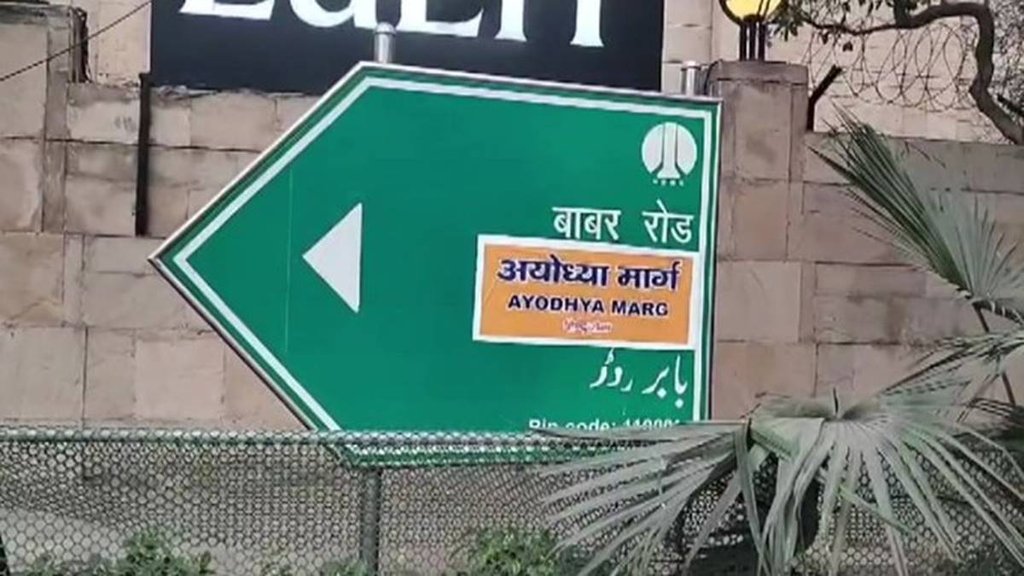 बाबर रोड
अयोध्या मार्ग
AYODHYA MARG
بابر روڈ
Pin code: